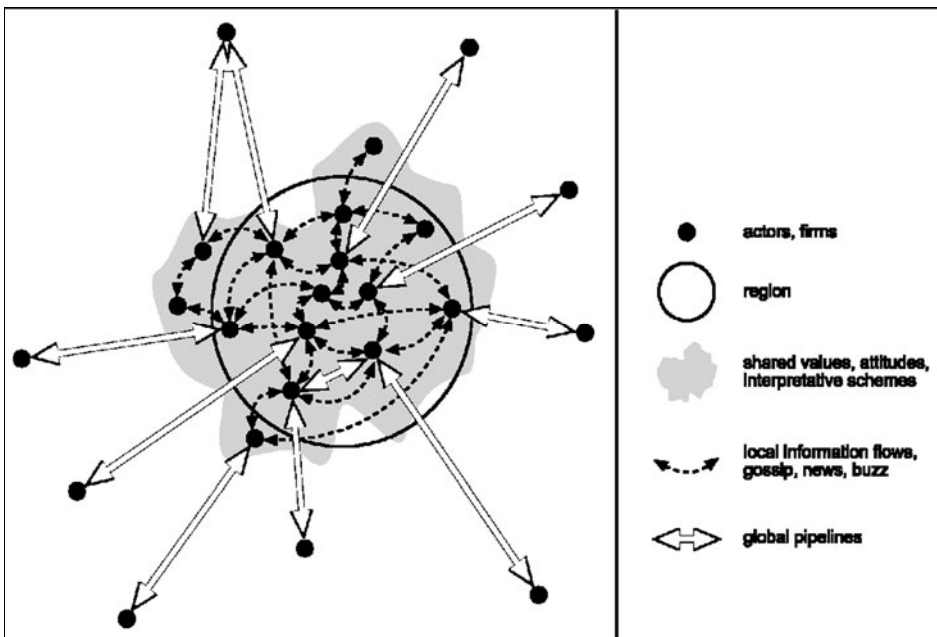 actors, firms
region
shared values, attitudes,
interpretative schemes
local information flows,
gossip, news, buzz
global pipelines